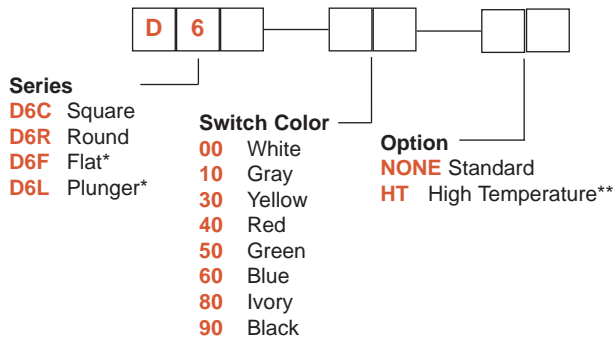 D 6
Series
D6C Square
D6R Round
D6F Flat*
D6L Plunger*
Switch Color
00 White
10 Gray
30 Yellow
40 Red
50 Green
60 Blue
80 Ivory
90 Black
Option
NONE Standard
HT High Temperature**